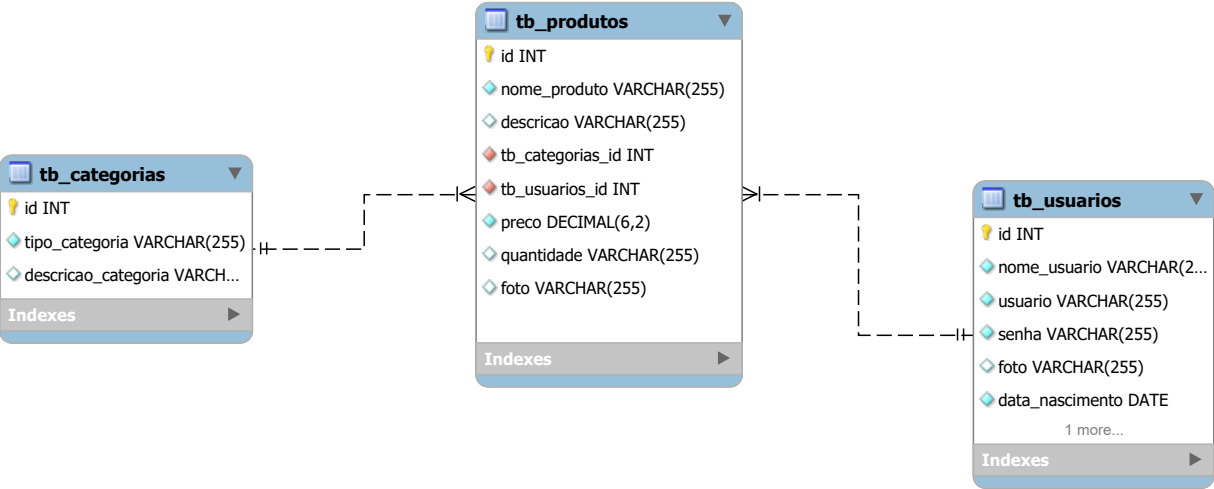 tb_produtos
id INT
nome_produto VARCHAR(255)
descricao VARCHAR(255)
tb_categorias_id INT
tb_usuarios_id INT
preco DECIMAL(6,2)
quantidade VARCHAR(255)
foto VARCHAR(255)
Indexes
tb_categorias
id INT
tipo_categoria VARCHAR(255)
descricao_categoria VARCH...
Indexes
tb_usuarios
id INT
nome_usuario VARCHAR(2...
usuario VARCHAR(255)
senha VARCHAR(255)
foto VARCHAR(255)
data_nascimento DATE
1 more...
Indexes